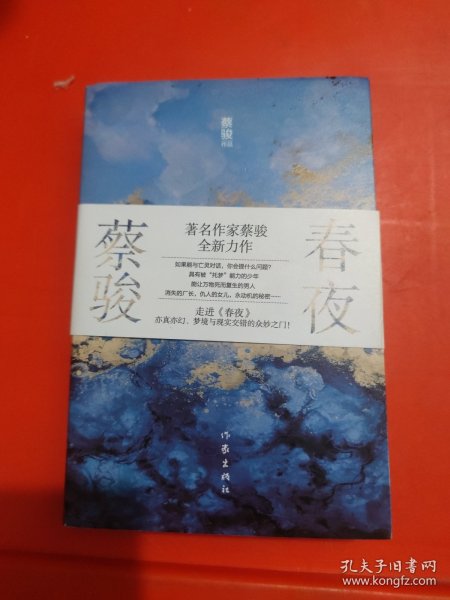 蔡骏
作品
春夜
蔡骏
著名作家蔡骏
全新力作
如果能与亡灵对话，你会提什么问题？
具有被“托梦”能力的少年
能让万物死而重生的男人
消失的厂长，仇人的女儿，永动机的秘密……
走进《春夜》
亦真亦幻、梦境与现实交错的众妙之门！
作家出版社
孔夫子旧书网
www.kongfz.com